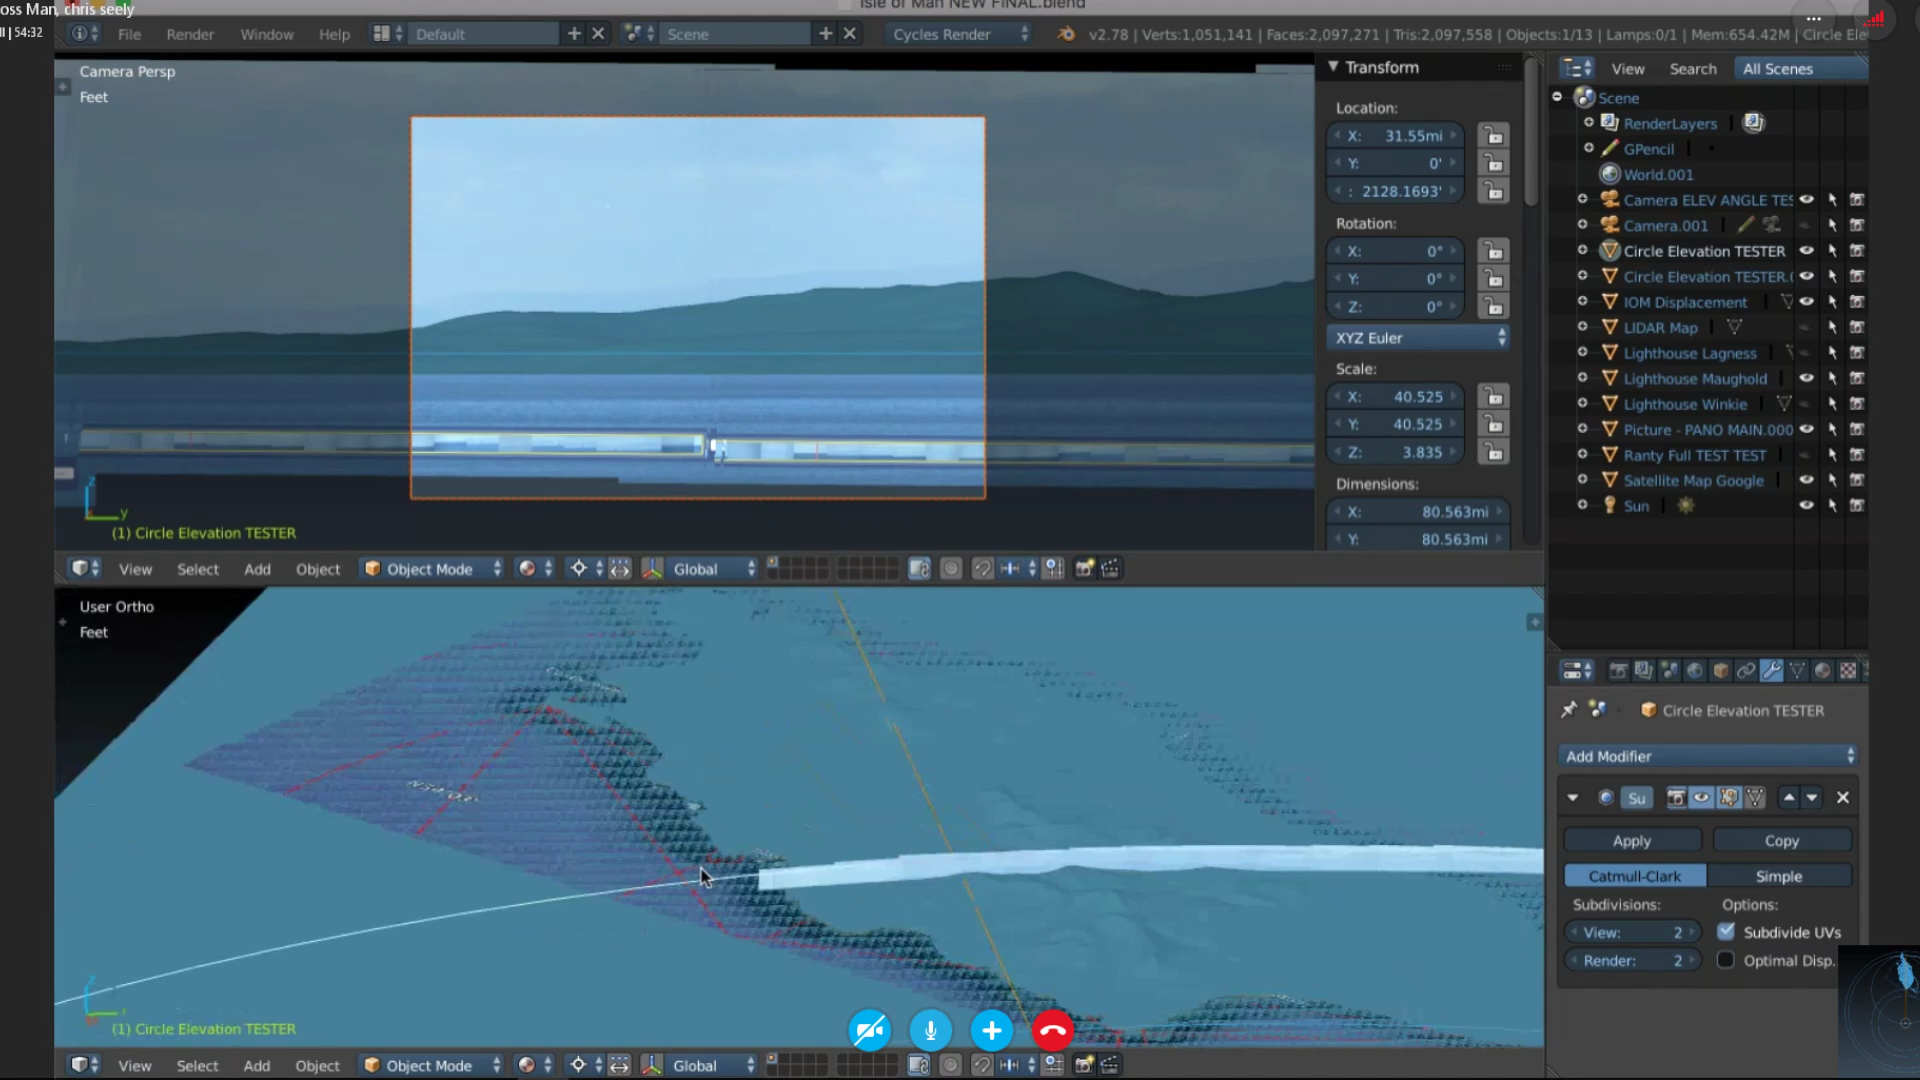 oss Man, chris seely
Isle of Man NEW FINAL.blend
| 54:32
File Render Window Help Default Scene Cycles Render v2.78 | Verts:1,051,141 | Faces:2,097,271 | Tris:2,097,558 | Objects:1/13 | Lamps:0/1 | Mem:654.42M | Circle Ele
Camera Persp
Feet
(1) Circle Elevation TESTER
z
y
Transform
Location:
X: 31.55mi
Y: 0'
: 2128.1693'
Rotation:
X: 0°
Y: 0°
Z: 0°
XYZ Euler
Scale:
X: 40.525
Y: 40.525
Z: 3.835
Dimensions:
X: 80.563mi
Y: 80.563mi
View Search All Scenes
Scene
RenderLayers
GPencil
World.001
Camera ELEV ANGLE TES
Camera.001
Circle Elevation TESTER
Circle Elevation TESTER.
IOM Displacement
LIDAR Map
Lighthouse Lagness
Lighthouse Maughold
Lighthouse Winkie
Picture - PANO MAIN.000
Ranty Full TEST TEST
Satellite Map Google
Sun
View Select Add Object Object Mode Global
User Ortho
Feet
(1) Circle Elevation TESTER
View Select Add Object Object Mode Global
Circle Elevation TESTER
Add Modifier
Su
Apply Copy
Catmull-Clark Simple
Subdivisions: Options:
View: 2 Subdivide UVs
Render: 2 Optimal Disp.